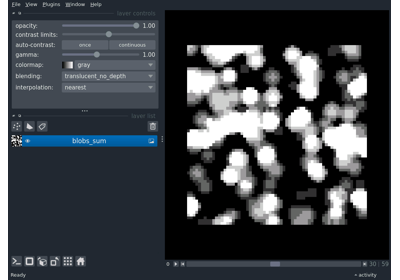 File View Plugins Window Help
layer controls
opacity: 1.00
contrast limits:
auto-contrast: once continuous
gamma: 1.00
colormap: gray
blending: translucent_no_depth
interpolation: nearest
layer list
blobs_sum
30 59
Ready
activity